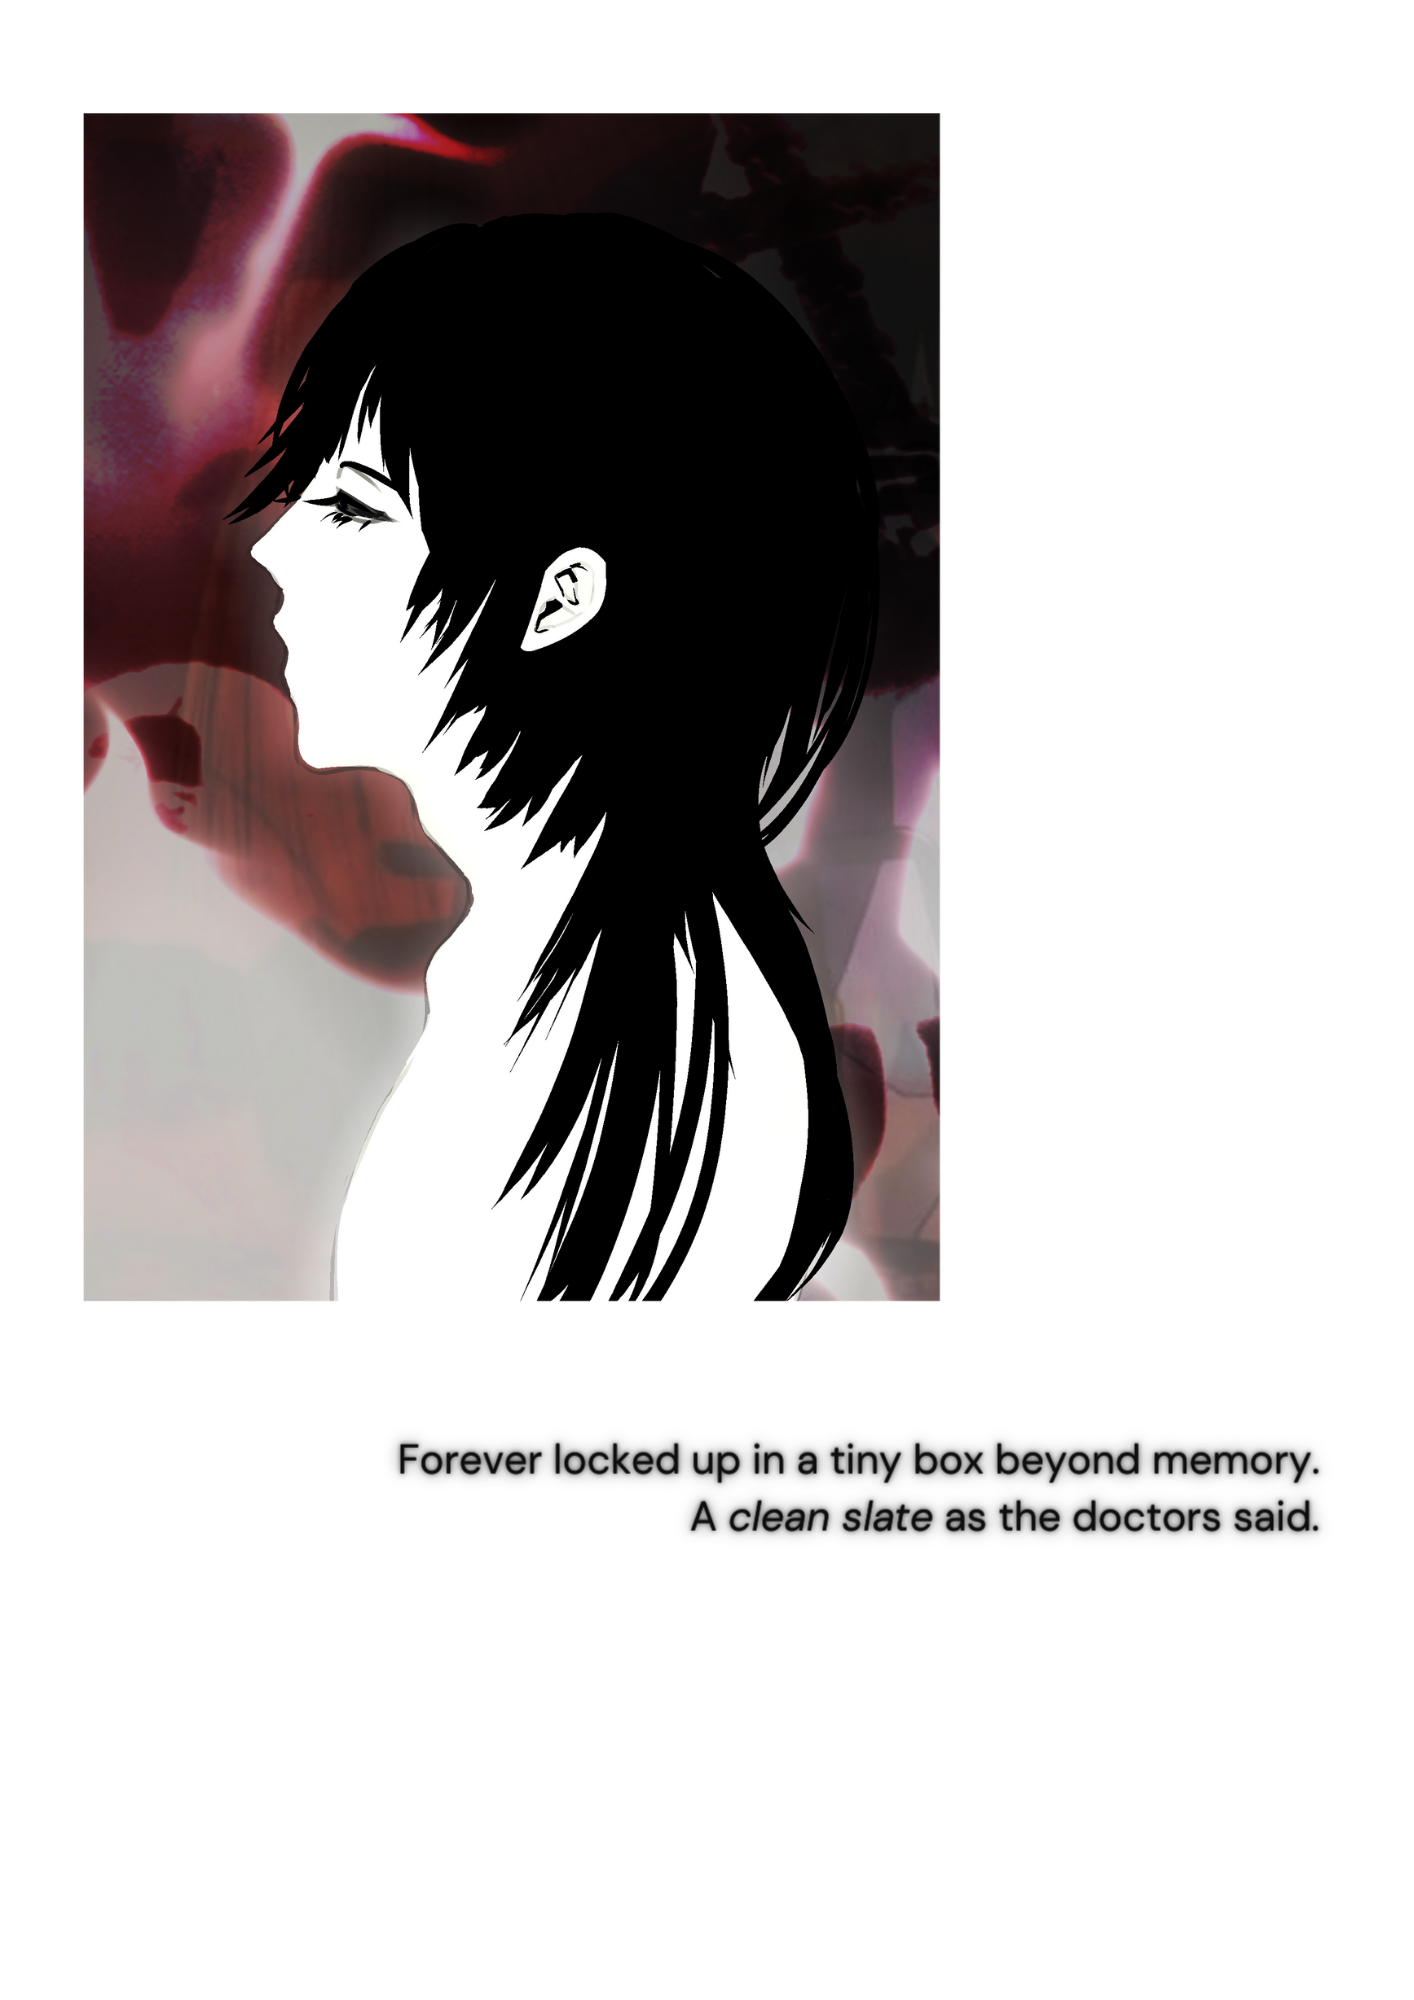 Forever locked up in a tiny box beyond memory.
A clean slate as the doctors said.